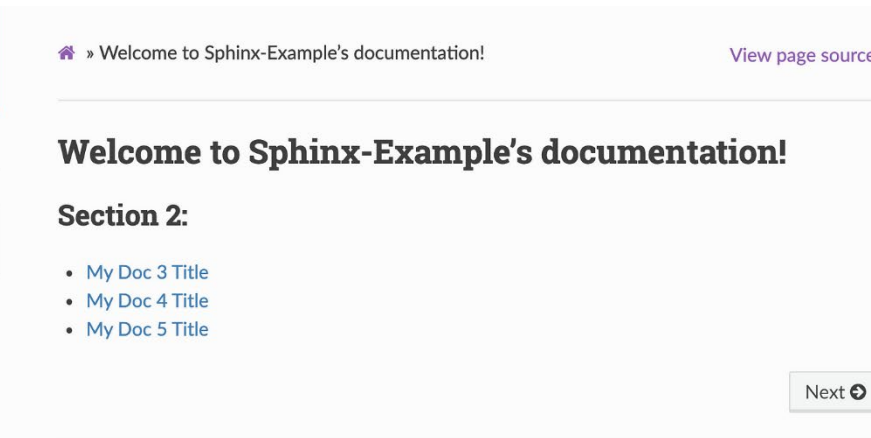 » Welcome to Sphinx-Example’s documentation!
View page source
Welcome to Sphinx-Example’s documentation!
Section 2:
• My Doc 3 Title
• My Doc 4 Title
• My Doc 5 Title
Next